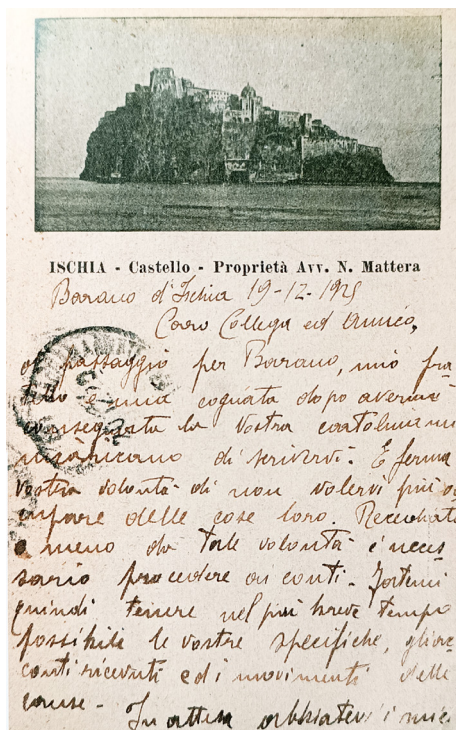 ISCHIA - Castello - Proprietà Avv. N. Mattera
Barano d'Ischia 19-12-1925
Caro Collega ed Amico,
di passaggio per Barano, mio fra
tello e mia cognata dopo avermi
consegnata la Vostra cartolina mi
incaricano di scrivervi. È ferma
vostra volontà di non volervi più oc
cupare delle cose loro.
a meno da tale volontà è neces
sario procedere ai conti. Fatemi
quindi tenere nel più breve tempo
possibile le vostre specifiche, gli ac
conti ricevuti ed i movimenti delle
cause - In attesa abbiatevi i miei